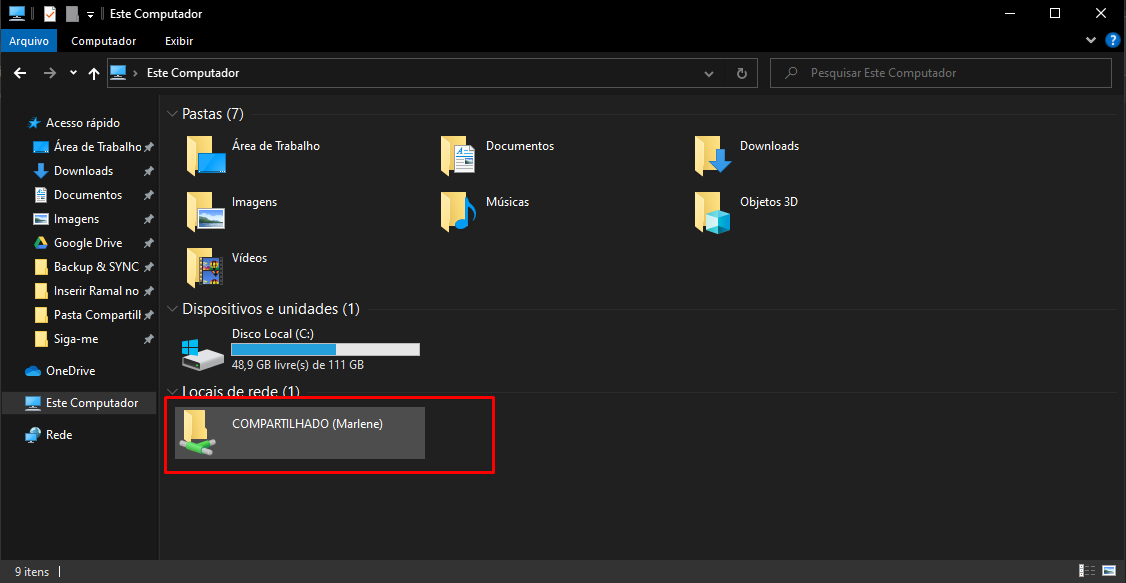 Este Computador
Arquivo Computador Exibir
Este Computador
Pesquisar Este Computador
Acesso rápido
Área de Trabalho
Downloads
Documentos
Imagens
Google Drive
Backup & SYNC
Inserir Ramal no
Pasta Compartill
Siga-me
OneDrive
Este Computador
Rede
Pastas (7)
Área de Trabalho
Documentos
Downloads
Imagens
Músicas
Objetos 3D
Vídeos
Dispositivos e unidades (1)
Disco Local (C:)
48,9 GB livre(s) de 111 GB
Locais de rede (1)
COMPARTILHADO (Marlene)
9 itens